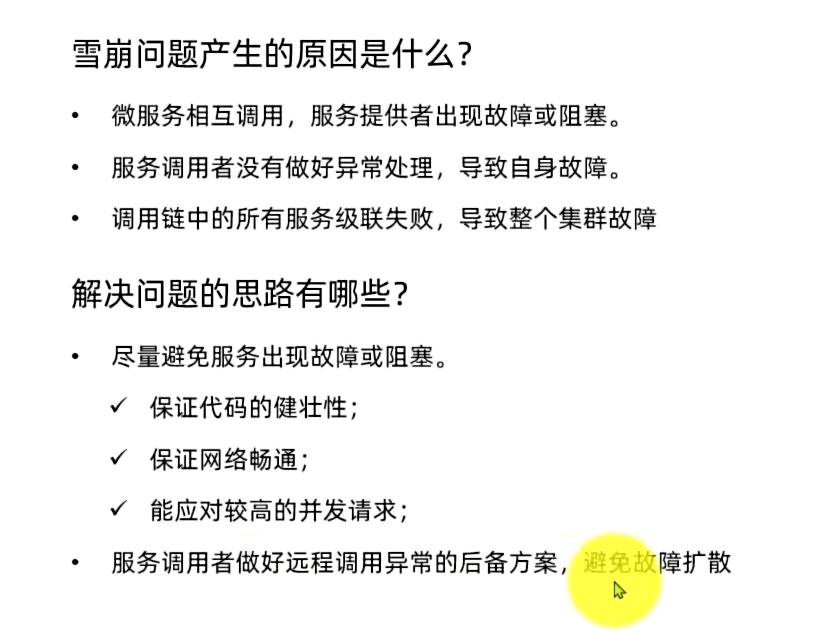 雪崩问题产生的原因是什么？
• 微服务相互调用，服务提供者出现故障或阻塞。
• 服务调用者没有做好异常处理，导致自身故障。
• 调用链中的所有服务级联失败，导致整个集群故障
解决问题的思路有哪些？
• 尽量避免服务出现故障或阻塞。
✓ 保证代码的健壮性；
✓ 保证网络畅通；
✓ 能应对较高的并发请求；
• 服务调用者做好远程调用异常的后备方案，避免故障扩散